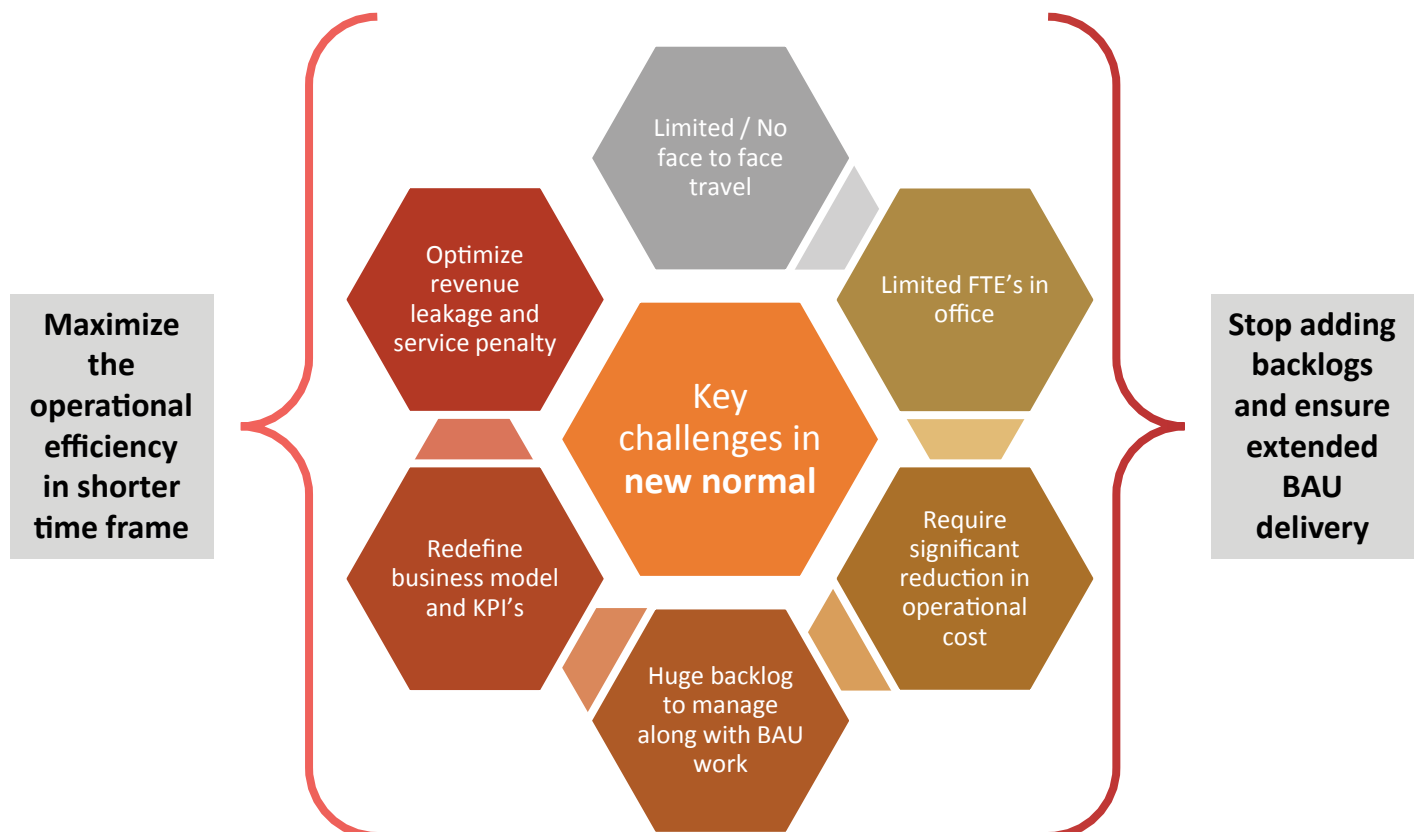 Maximize
the
operational
efficiency
in shorter
time frame
Limited / No
face to face
travel
Limited FTE’s in
office
Require
significant
reduction in
operational
cost
Huge backlog
to manage
along with BAU
work
Redefine
business model
and KPI’s
Optimize
revenue
leakage and
service penalty
Key
challenges in
new normal
Stop adding
backlogs
and ensure
extended
BAU
delivery